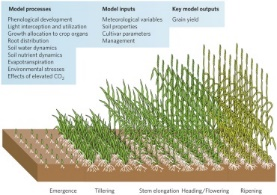 Model processes
Phenological development
Light interception and utilization
Growth allocation to crop organs
Root distribution
Soil water dynamics
Soil nutrient dynamics
Evapotranspiration
Environmental stresses
Effects of elevated CO₂
Model inputs
Meteorological variables
Soil properties
Cultivar parameters
Management
Key model outputs
Grain yield
Emergence Tillering Stem elongation Heading/Flowering Ripening